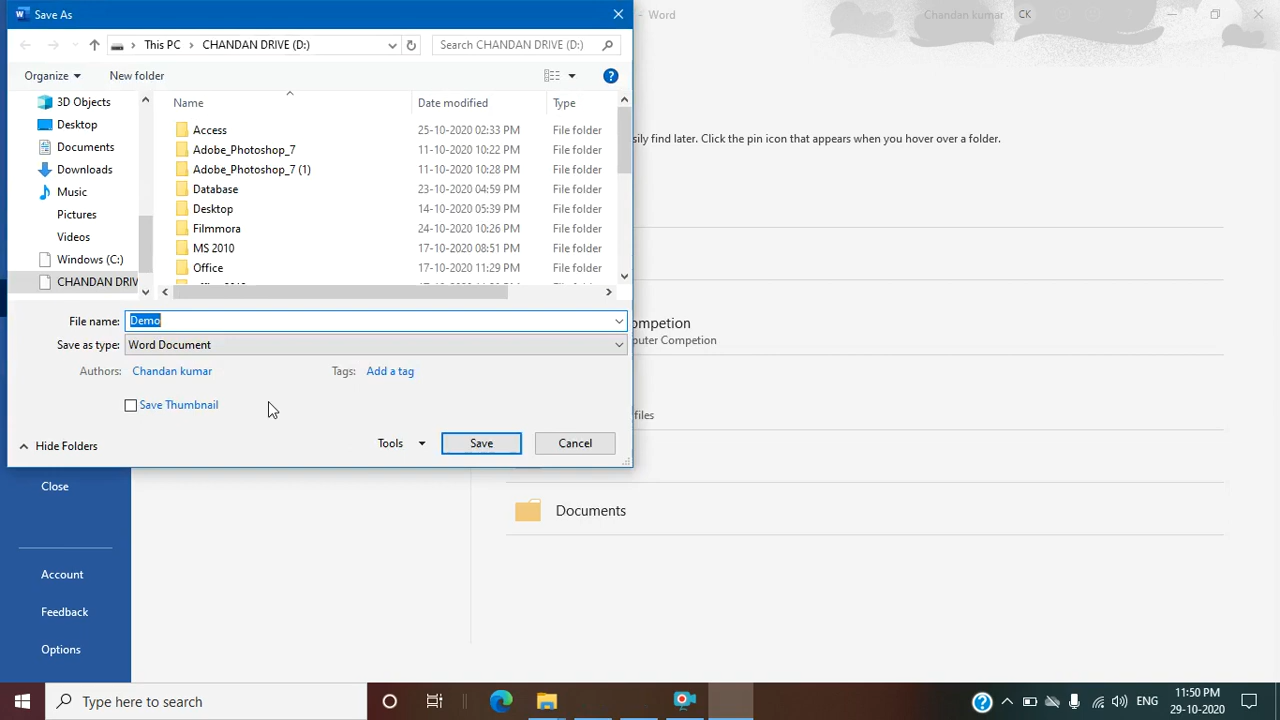 Save As
- Word
Chandan kumar CK
This PC > CHANDAN DRIVE (D:)
Search CHANDAN DRIVE (D:)
Organize
New folder
?
Name Date modified Type
3D Objects
Desktop
Documents
Downloads
Music
Pictures
Videos
Windows (C:)
CHANDAN DRIV
Access 25-10-2020 02:33 PM File folder
Adobe_Photoshop_7 11-10-2020 10:22 PM File folder
Adobe_Photoshop_7 (1) 11-10-2020 10:28 PM File folder
Database 23-10-2020 04:59 PM File folder
Desktop 14-10-2020 05:39 PM File folder
Filmmora 24-10-2020 10:26 PM File folder
MS 2010 17-10-2020 08:51 PM File folder
Office 17-10-2020 11:29 PM File folder
File name: Demo
Save as type: Word Document
Authors: Chandan kumar
Tags: Add a tag
Save Thumbnail
Hide Folders
Tools
Save
Cancel
sily find later. Click the pin icon that appears when you hover over a folder.
ompetion
puter Competion
files
Documents
Close
Account
Feedback
Options
Type here to search
?
ENG
11:50 PM
29-10-2020